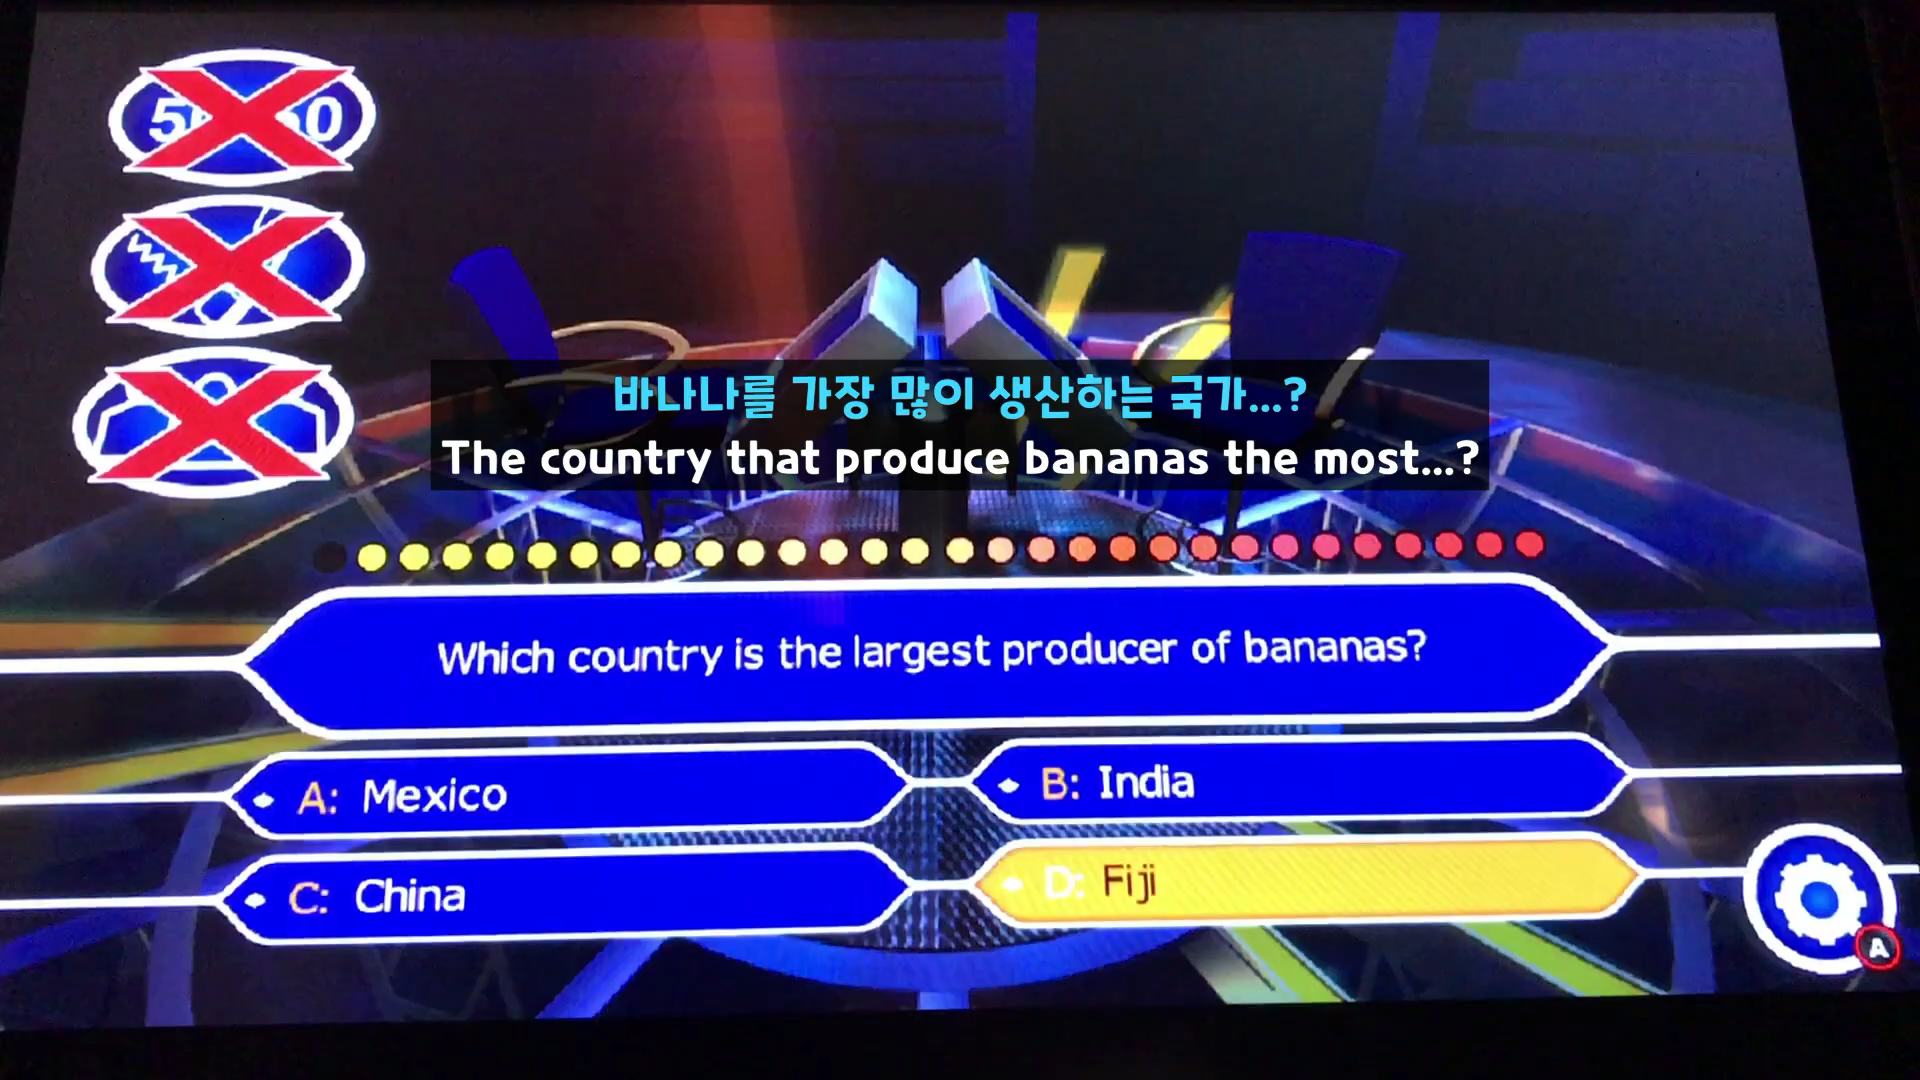 바나나를 가장 많이 생산하는 국가...?
The country that produce bananas the most...?
Which country is the largest producer of bananas?
A: Mexico
B: India
C: China
D: Fiji
A